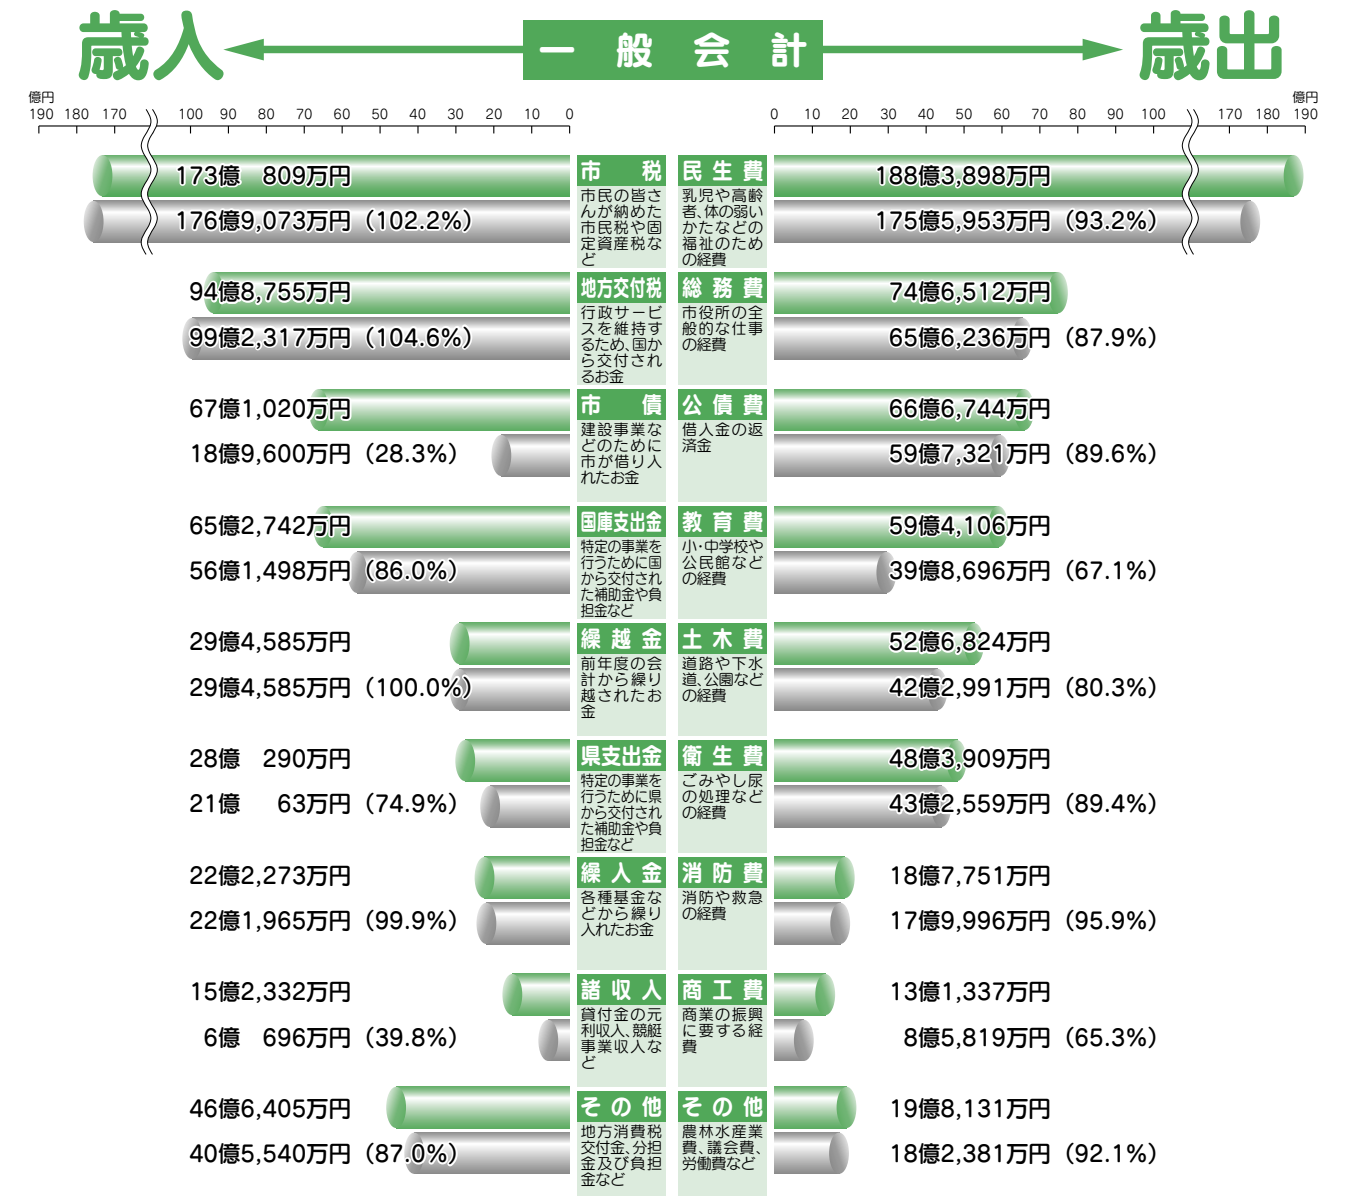 歳入
一般会計
歳出
億円
190 180 170 100 90 80 70 60 50 40 30 20 10 0
億円
0 10 20 30 40 50 60 70 80 90 100 170 180 190
173億 809万円
176億9,073万円（102.2%）
市税
市民の皆さ
んが納めた
市民税や固
定資産税な
ど
民生費
乳児や高齢
者、体の弱い
かたなどの
福祉のため
の経費
188億3,898万円
175億5,953万円（93.2%）
94億8,755万円
99億2,317万円（104.6%）
地方交付税
行政サービ
スを維持す
るため、国か
ら交付され
るお金
総務費
市役所の全
般的な仕事
の経費
74億6,512万円
65億6,236万円（87.9%）
67億1,020万円
18億9,600万円（28.3%）
市債
建設事業な
どのために
市が借り入
れたお金
公債費
借入金の返
済金
66億6,744万円
59億7,321万円（89.6%）
65億2,742万円
56億1,498万円（86.0%）
国庫支出金
特定の事業を
行うために国
から交付され
た補助金や負
担金など
教育費
小・中学校や
公民館など
の経費
59億4,106万円
39億8,696万円（67.1%）
29億4,585万円
29億4,585万円（100.0%）
繰越金
前年度の会
計から繰り
越されたお
金
土木費
道路や下水
道、公園など
の経費
52億6,824万円
42億2,991万円（80.3%）
28億 290万円
21億 63万円（74.9%）
県支出金
特定の事業を
行うために県
から交付され
た補助金や負
担金など
衛生費
ごみやし尿
の処理など
の経費
48億3,909万円
43億2,559万円（89.4%）
22億2,273万円
22億1,965万円（99.9%）
繰入金
各種基金な
どから繰り
入れたお金
消防費
消防や救急
の経費
18億7,751万円
17億9,996万円（95.9%）
15億2,332万円
6億 696万円（39.8%）
諸収入
貸付金の元
利収入、競艇
事業収入な
ど
商工費
商業の振興
に要する経
費
13億1,337万円
8億5,819万円（65.3%）
46億6,405万円
40億5,540万円（87.0%）
その他
地方消費税
交付金、分担
金及び負担
金など
その他
農林水産業
費、議会費、
労働費など
19億8,131万円
18億2,381万円（92.1%）